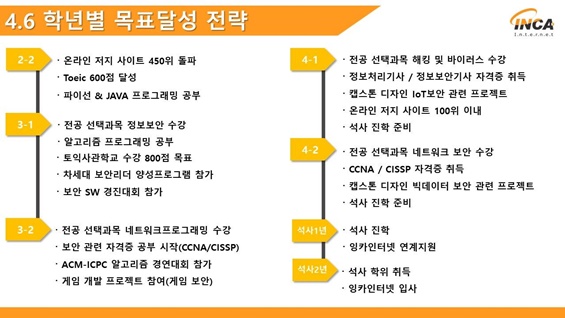 4.6 학년별 목표달성 전략
INCA
Internet
2-2
· 온라인 저지 사이트 450위 돌파
· Toeic 600점 달성
· 파이선 & JAVA 프로그래밍 공부
3-1
· 전공 선택과목 정보보안 수강
· 알고리즘 프로그래밍 공부
· 토익사관학교 수강 800점 목표
· 차세대 보안리더 양성프로그램 참가
· 보안 SW 경진대회 참가
3-2
· 전공 선택과목 네트워크프로그래밍 수강
· 보안 관련 자격증 공부 시작(CCNA/CISSP)
· ACM-ICPC 알고리즘 경연대회 참가
· 게임 개발 프로젝트 참여(게임 보안)
4-1
· 전공 선택과목 해킹 및 바이러스 수강
· 정보처리기사 / 정보보안기사 자격증 취득
· 캡스톤 디자인 IoT보안 관련 프로젝트
· 온라인 저지 사이트 100위 이내
· 석사 진학 준비
4-2
· 전공 선택과목 네트워크 보안 수강
· CCNA / CISSP 자격증 취득
· 캡스톤 디자인 빅데이터 보안 관련 프로젝트
· 석사 진학 준비
석사1년
· 석사 진학
· 잉카인터넷 연계지원
석사2년
· 석사 학위 취득
· 잉카인터넷 입사